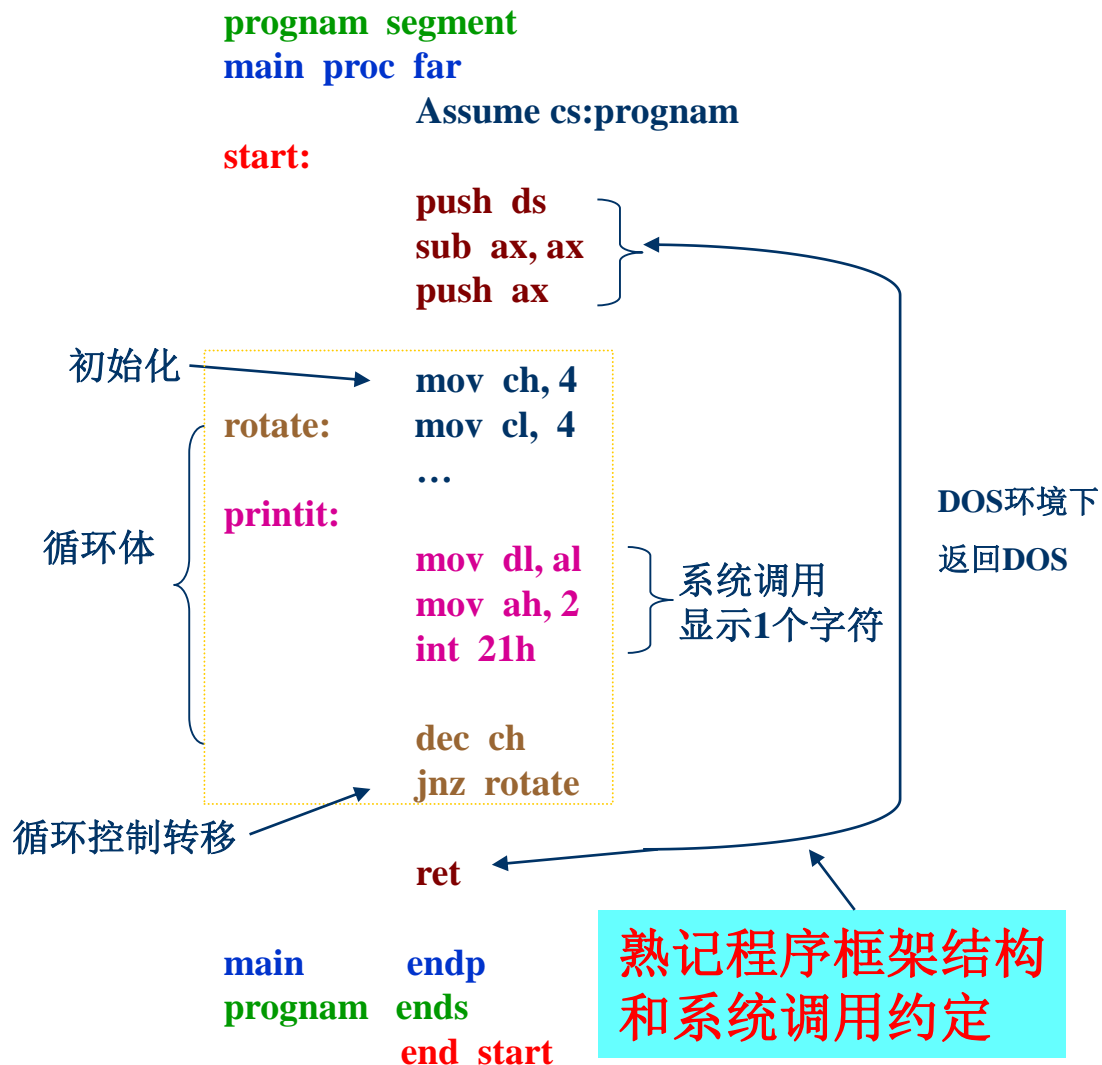 prognam segment
main proc far
Assume cs:prognam
start:
push ds
sub ax, ax
push ax
初始化
mov ch, 4
rotate: mov cl, 4
…
printit:
循环体
mov dl, al
mov ah, 2
int 21h
系统调用
显示1个字符
DOS环境下
返回DOS
dec ch
jnz rotate
循环控制转移
ret
main endp
prognam ends
end start
熟记程序框架结构
和系统调用约定